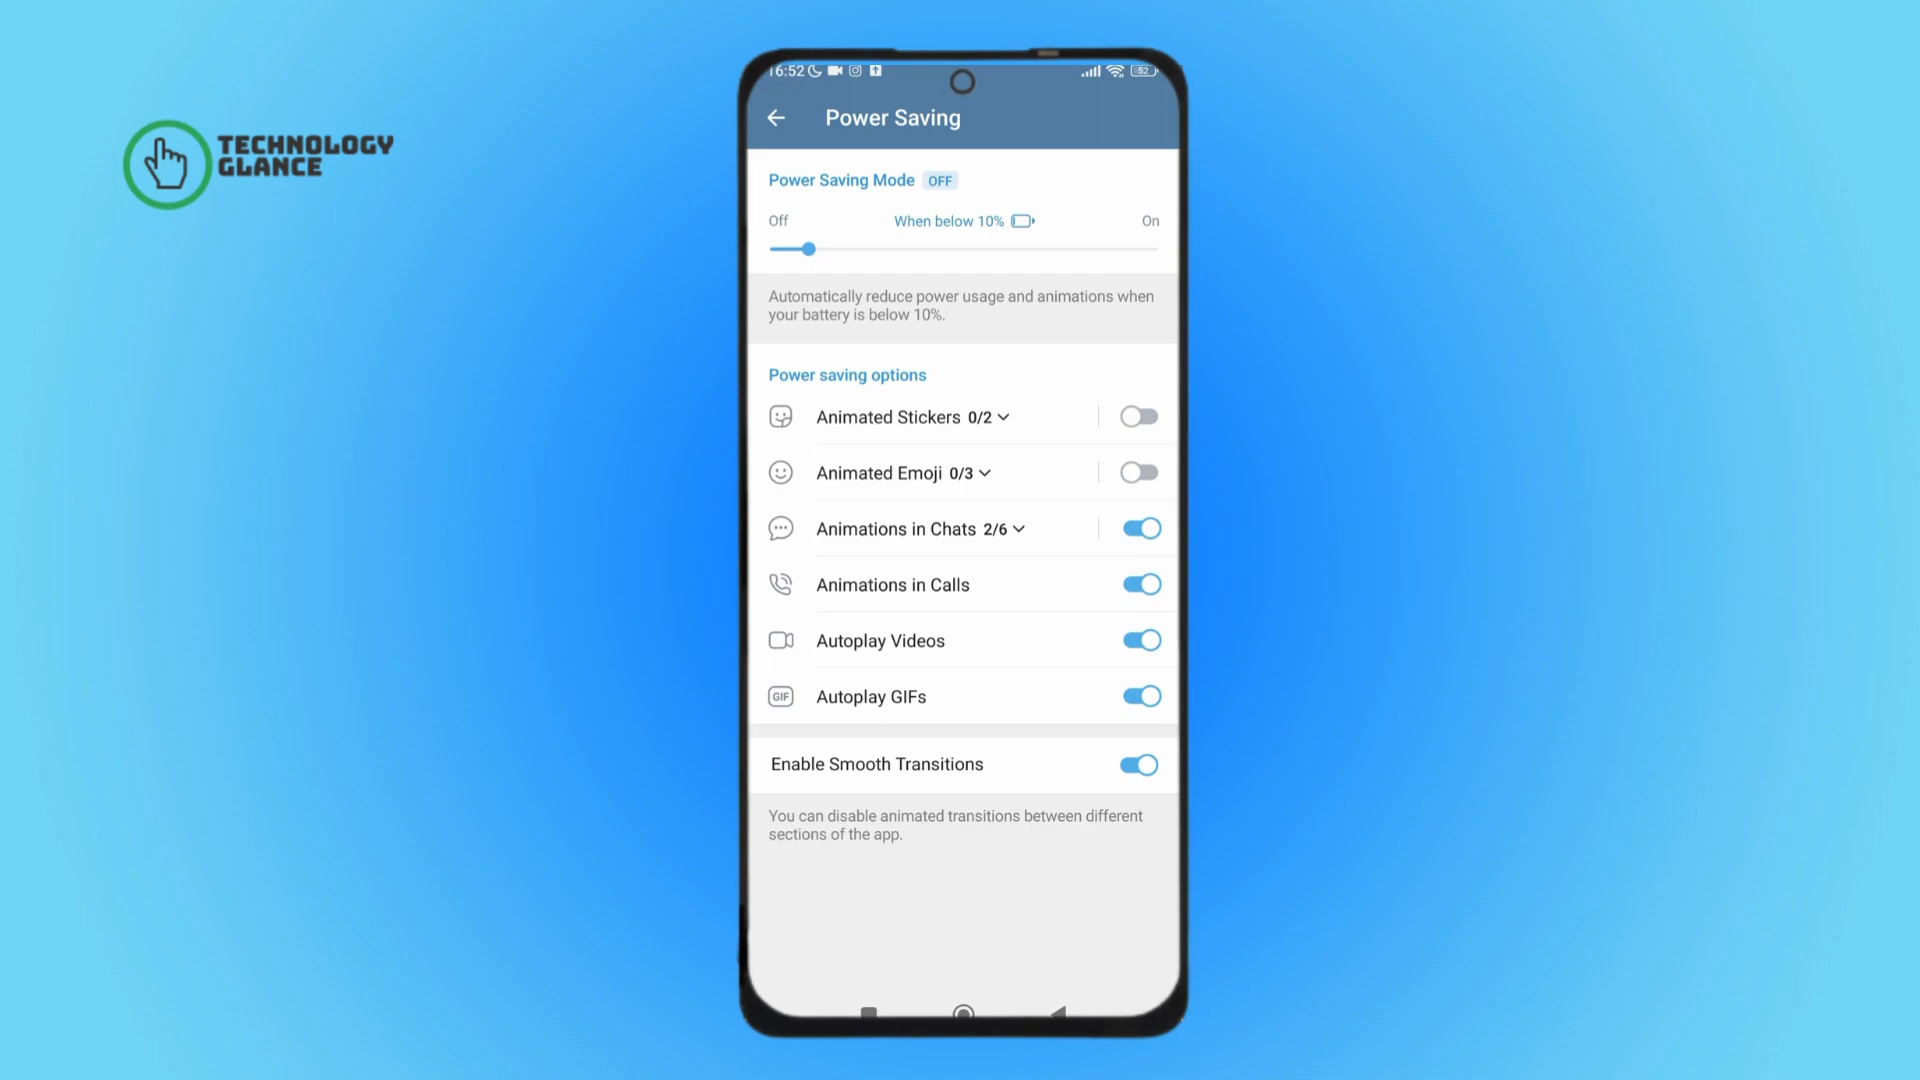 TECHNOLOGY
GLANCE
16:52
52
Power Saving
Power Saving Mode OFF
Off When below 10% On
Automatically reduce power usage and animations when
your battery is below 10%.
Power saving options
Animated Stickers 0/2
Animated Emoji 0/3
Animations in Chats 2/6
Animations in Calls
Autoplay Videos
GIF Autoplay GIFs
Enable Smooth Transitions
You can disable animated transitions between different
sections of the app.